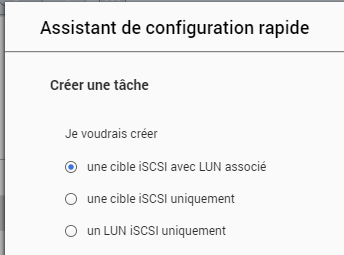 Assistant de configuration rapide
Créer une tâche
Je voudrais créer
une cible iSCSI avec LUN associé
une cible iSCSI uniquement
un LUN iSCSI uniquement